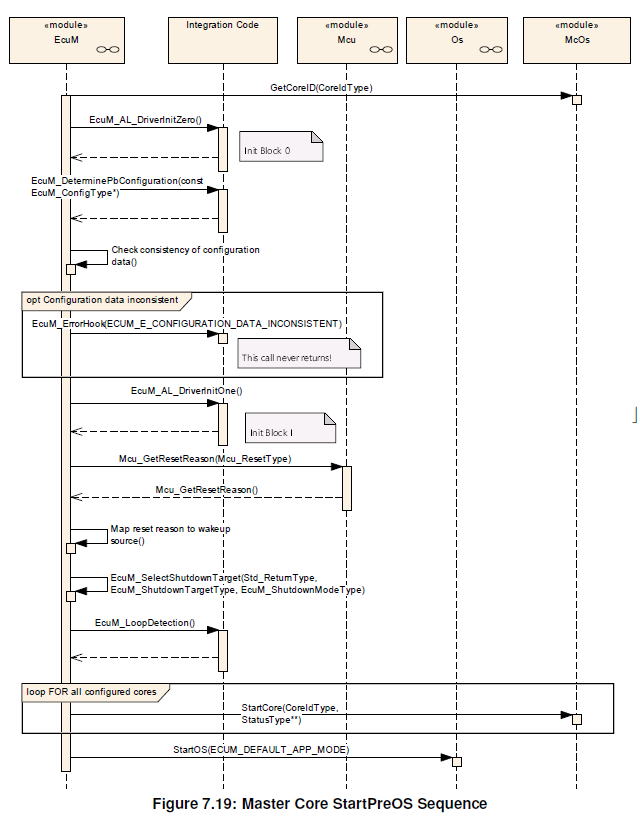 «module»
EcuM
Integration Code
«module»
Mcu
«module»
Os
«module»
McOs
GetCoreID(CoreIdType)
EcuM_AL_DriverInitZero()
Init Block 0
EcuM_DeterminePbConfiguration(const
EcuM_ConfigType*)
Check consistency of configuration
data()
opt Configuration data inconsistent
EcuM_ErrorHook(ECUM_E_CONFIGURATION_DATA_INCONSISTENT)
This call never returns!
EcuM_AL_DriverInitOne()
Init Block I
Mcu_GetResetReason(Mcu_ResetType)
Mcu_GetResetReason()
Map reset reason to wakeup
source()
EcuM_SelectShutdownTarget(Std_ReturnType,
EcuM_ShutdownTargetType, EcuM_ShutdownModeType)
EcuM_LoopDetection()
loop FOR all configured cores
StartCore(CoreIdType,
StatusType**)
StartOS(ECUM_DEFAULT_APP_MODE)
Figure 7.19: Master Core StartPreOS Sequence